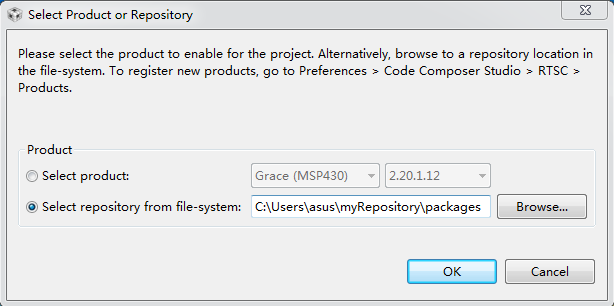 Select Product or Repository
Please select the product to enable for the project. Alternatively, browse to a repository location in
the file-system. To register new products, go to Preferences > Code Composer Studio > RTSC >
Products.
Product
Select product: Grace (MSP430) 2.20.1.12
Select repository from file-system: C:\Users\asus\myRepository\packages Browse...
OK Cancel